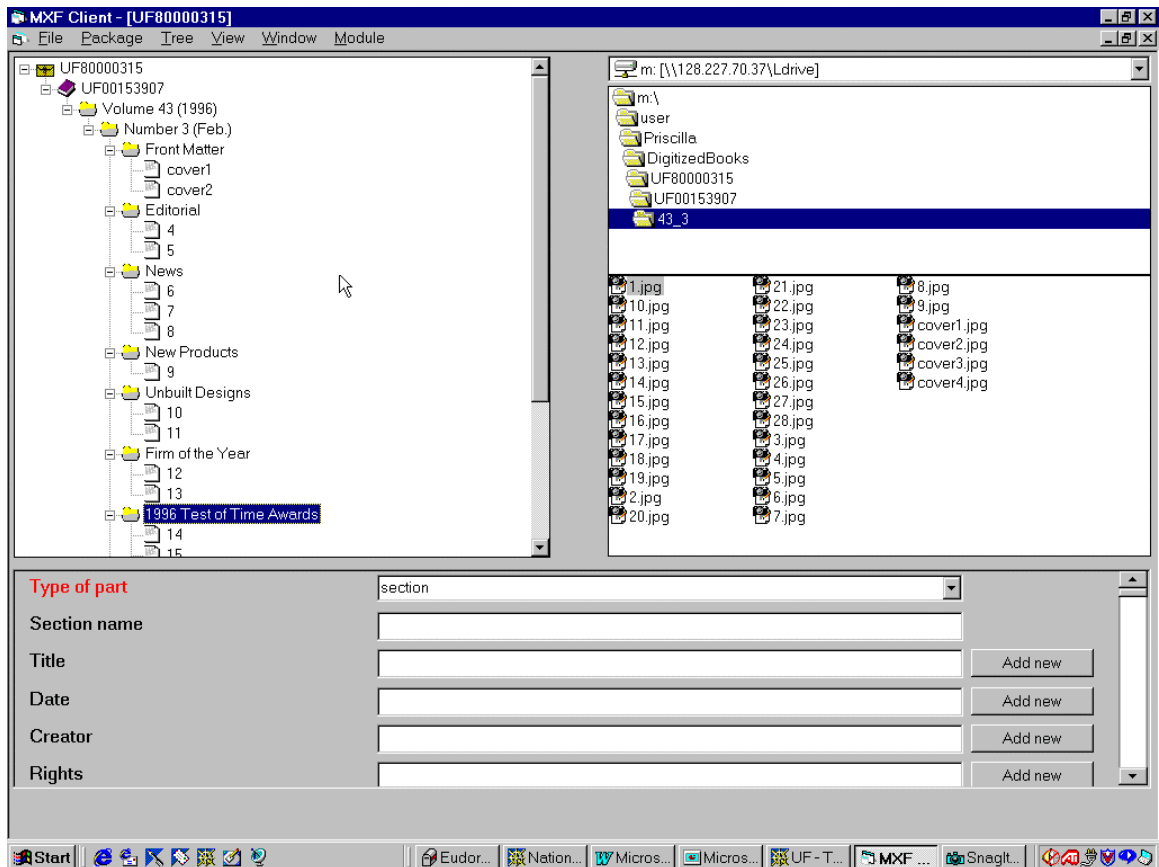 MXF Client - [UF80000315]
File Package Tree View Window Module
UF80000315
UF00153907
Volume 43 (1996)
Number 3 (Feb.)
Front Matter
cover1
cover2
Editorial
4
5
News
6
7
8
New Products
9
Unbuilt Designs
10
11
Firm of the Year
12
13
1996 Test of Time Awards
14
15
m: [\\128.227.70.37\Ldrive]
m:\
user
Priscilla
DigitizedBooks
UF80000315
UF00153907
43_3
1.jpg 21.jpg 8.jpg
10.jpg 22.jpg 9.jpg
11.jpg 23.jpg cover1.jpg
12.jpg 24.jpg cover2.jpg
13.jpg 25.jpg cover3.jpg
14.jpg 26.jpg cover4.jpg
15.jpg 27.jpg
16.jpg 28.jpg
17.jpg 3.jpg
18.jpg 4.jpg
19.jpg 5.jpg
2.jpg 6.jpg
20.jpg 7.jpg
Type of part section
Section name
Title Add new
Date Add new
Creator Add new
Rights Add new
Start Eudor... Nation... Micros... Micros... UF - T... MXF ... SnagIt...